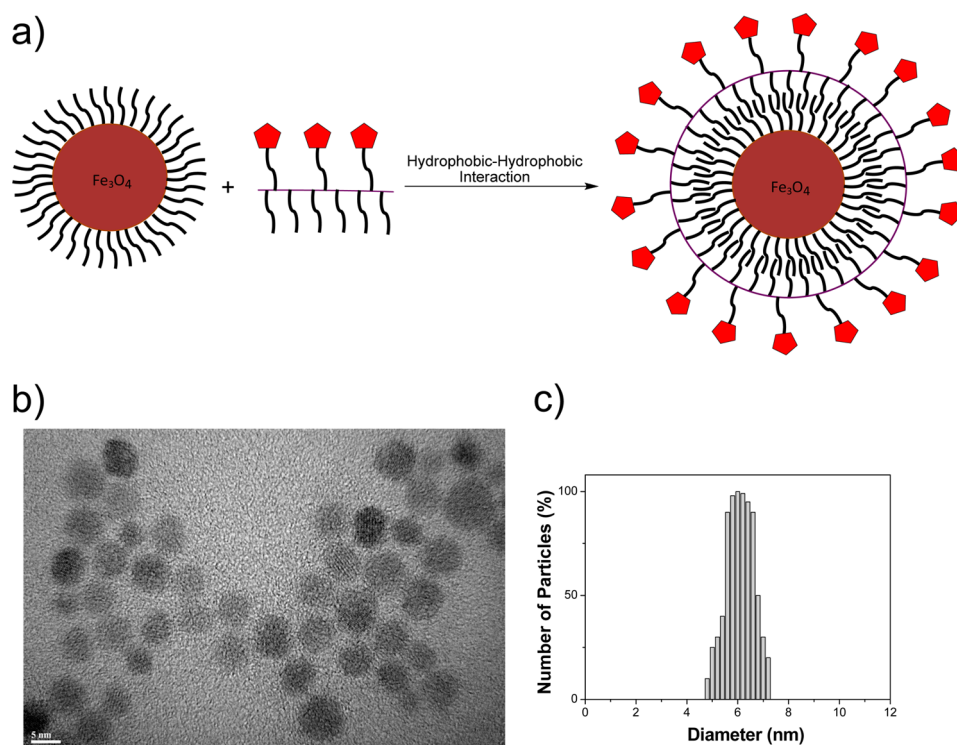 a)
Fe₃O₄
+
Hydrophobic-Hydrophobic
Interaction
Fe₃O₄
b)
5 nm
c)
Number of Particles (%)
100
50
0
0 2 4 6 8 10 12
Diameter (nm)